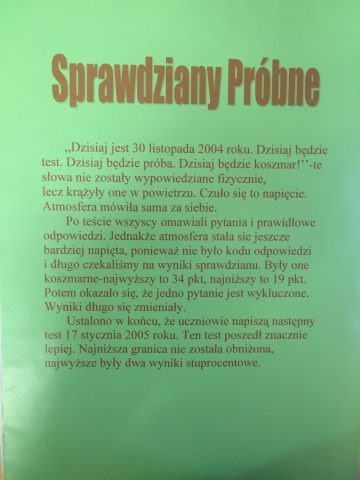 Sprawdziany Próbne
,,Dzisiaj jest 30 listopada 2004 roku. Dzisiaj będzie
test. Dzisiaj będzie próba. Dzisiaj będzie koszmar!''-te
słowa nie zostały wypowiedziane fizycznie,
lecz krążyły one w powietrzu. Czuło się to napięcie.
Atmosfera mówiła sama za siebie.
Po teście wszyscy omawiali pytania i prawidłowe
odpowiedzi. Jednakże atmosfera stała sie jeszcze
bardziej napięta, ponieważ nie było kodu odpowiedzi
i długo czekaliśmy na wyniki sprawdzianu. Były one
koszmarne-najwyższy to 34 pkt, najniższy to 19 pkt.
Potem okazało się, że jedno pytanie jest wykluczone.
Wyniki długo się zmieniały.
Ustalono w końcu, że uczniowie napiszą następny
test 17 stycznia 2005 roku. Ten test poszedł znacznie
lepiej. Najniższa granica nie została obniżona,
najwyższe były dwa wyniki stuprocentowe.